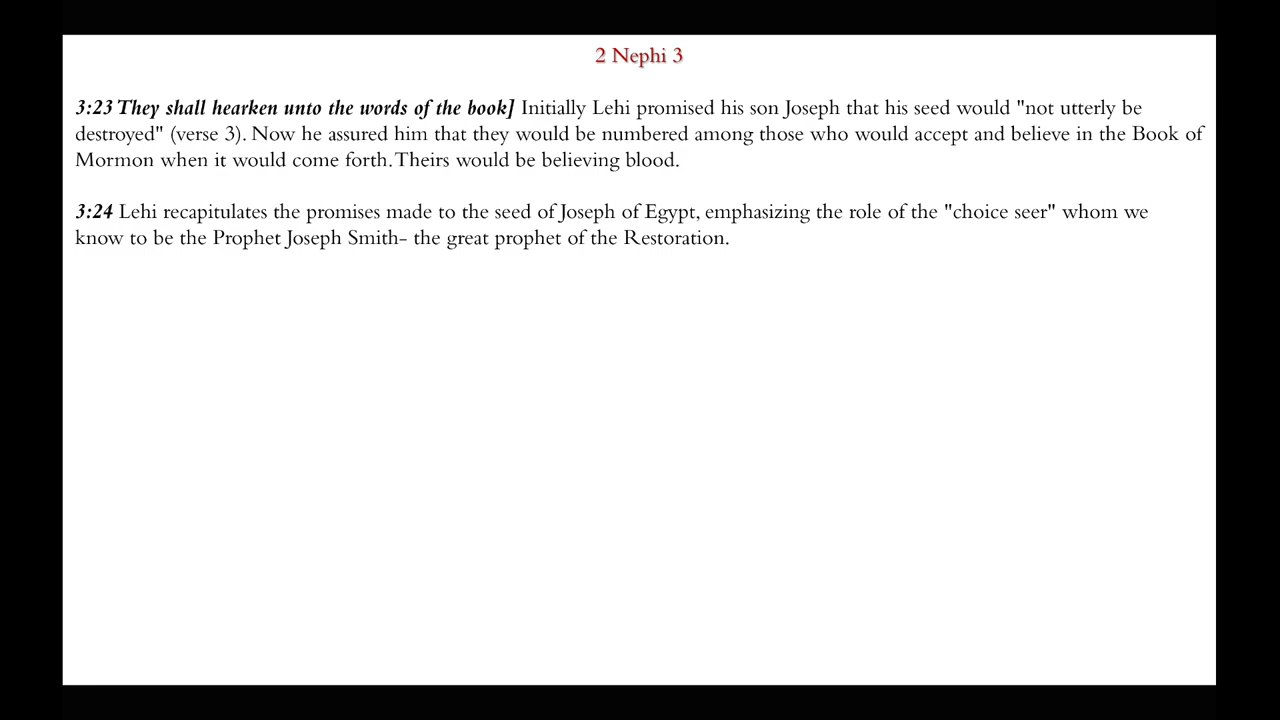 2 Nephi 3
3:23 They shall hearken unto the words of the book] Initially Lehi promised his son Joseph that his seed would "not utterly be
destroyed" (verse 3). Now he assured him that they would be numbered among those who would accept and believe in the Book of
Mormon when it would come forth. Theirs would be believing blood.
3:24 Lehi recapitulates the promises made to the seed of Joseph of Egypt, emphasizing the role of the "choice seer" whom we
know to be the Prophet Joseph Smith- the great prophet of the Restoration.